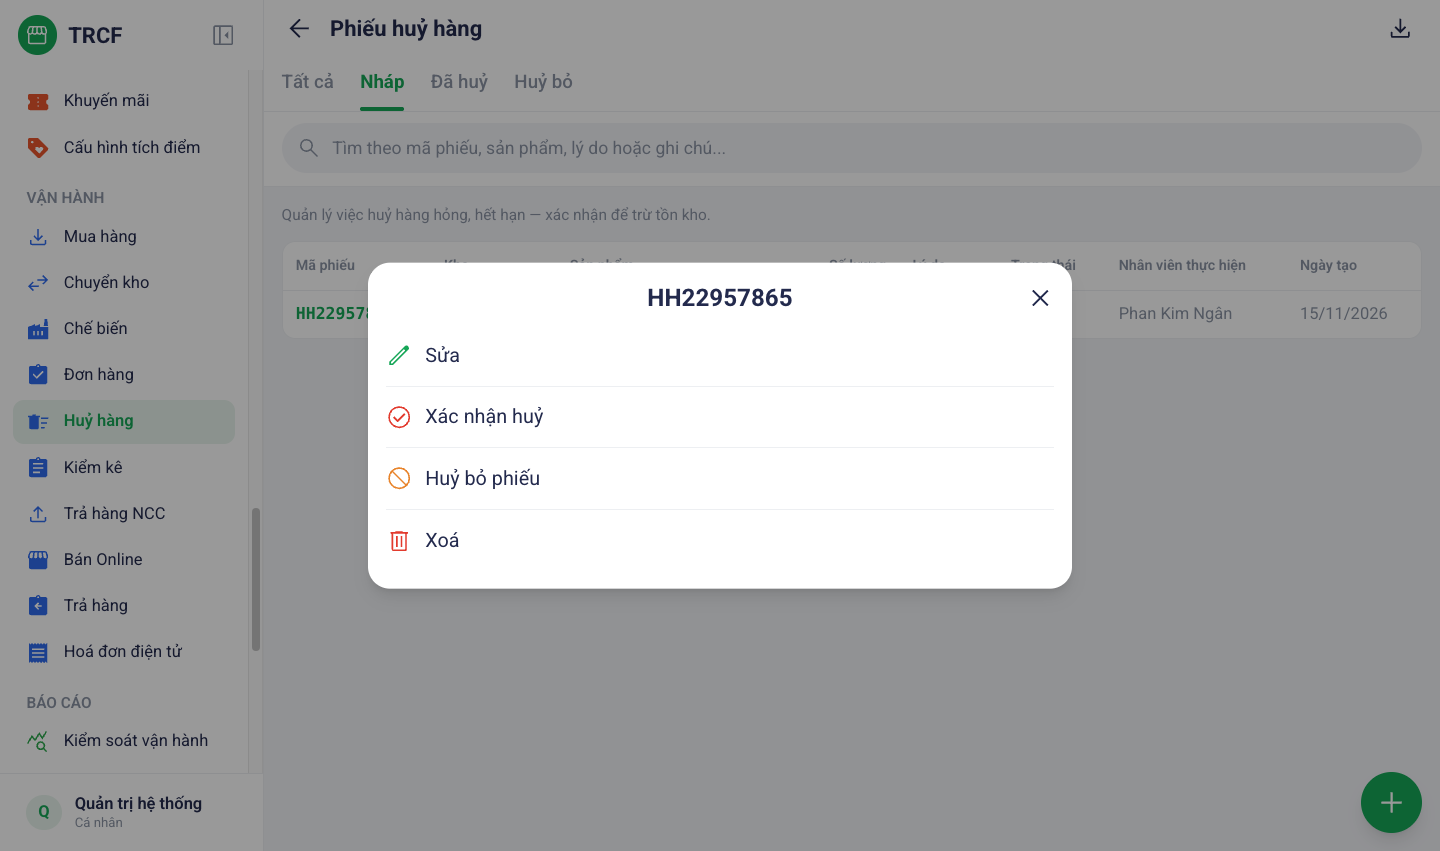 TRCF
Khuyến mãi
Cấu hình tích điểm
VẬN HÀNH
Mua hàng
Chuyển kho
Chế biến
Đơn hàng
Huỷ hàng
Kiểm kê
Trả hàng NCC
Bán Online
Trả hàng
Hoá đơn điện tử
BÁO CÁO
Kiểm soát vận hành
Q
Quản trị hệ thống
Cá nhân
Phiếu huỷ hàng
Tất cả Nháp Đã huỷ Huỷ bỏ
Tìm theo mã phiếu, sản phẩm, lý do hoặc ghi chú...
Quản lý việc huỷ hàng hỏng, hết hạn — xác nhận để trừ tồn kho.
Mã phiếu Nhân viên thực hiện Ngày tạo
Phan Kim Ngân 15/11/2026
HH22957865
Sửa
Xác nhận huỷ
Huỷ bỏ phiếu
Xoá